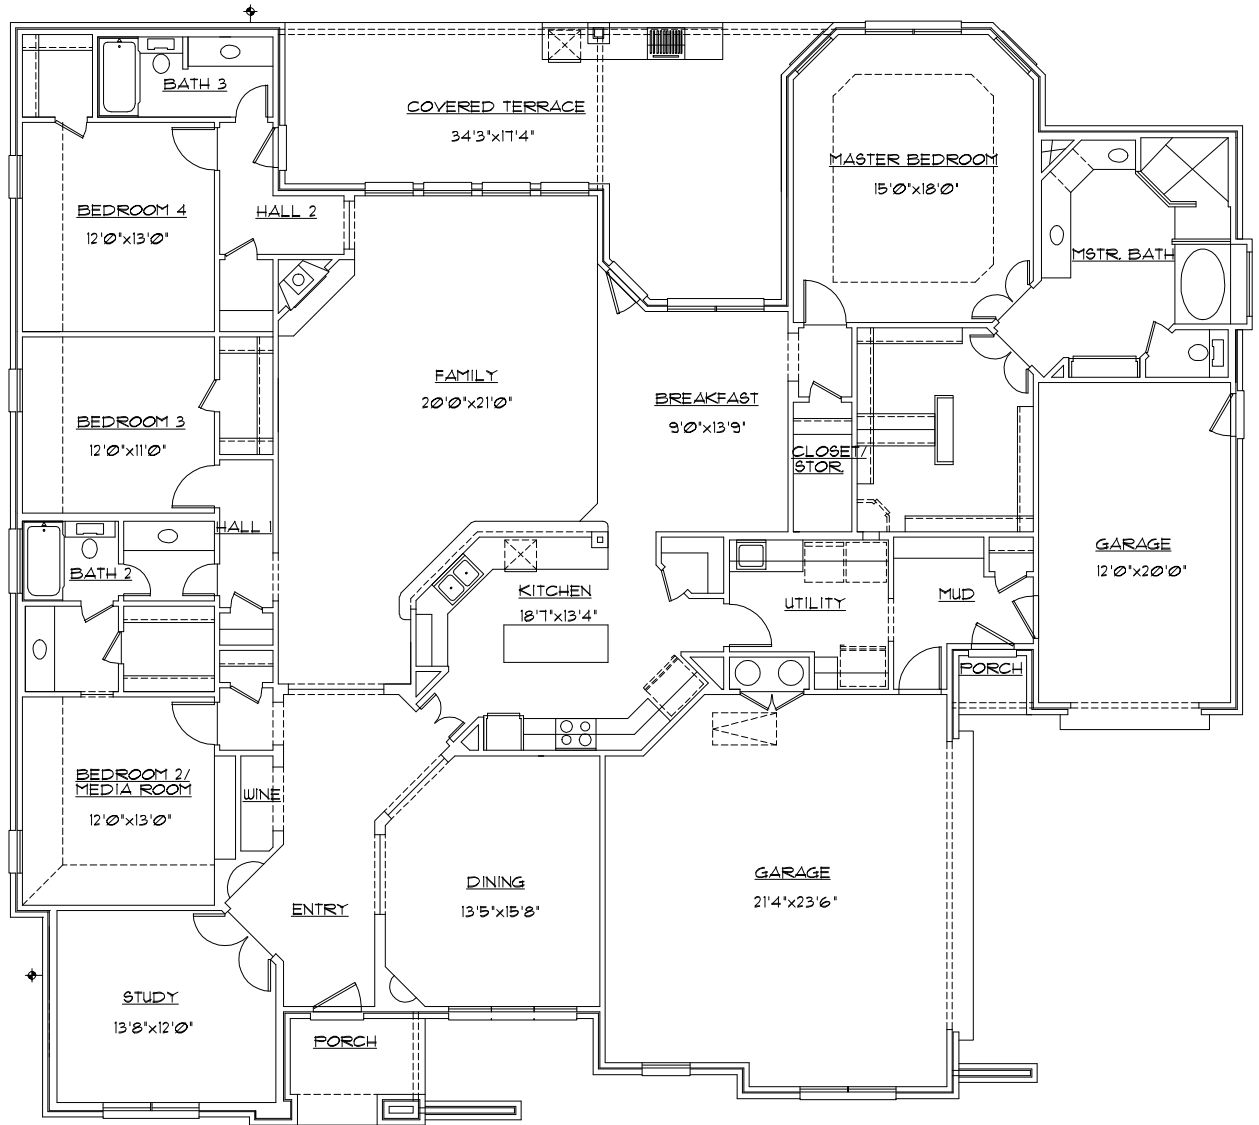 BATH 3
COVERED TERRACE
34'3"x17'4"
MASTER BEDROOM
15'0"x18'0"
BEDROOM 4
12'0"x13'0"
HALL 2
MSTR. BATH
FAMILY
20'0"x21'0"
BREAKFAST
9'0"x13'9"
BEDROOM 3
12'0"x11'0"
CLOSET/
STOR.
HALL 1
GARAGE
12'0"x20'0"
BATH 2
KITCHEN
18'7"x13'4"
UTILITY
MUD
PORCH
BEDROOM 2/
MEDIA ROOM
12'0"x13'0"
WINE
GARAGE
21'4"x23'6"
DINING
13'5"x15'8"
ENTRY
STUDY
13'8"x12'0"
PORCH